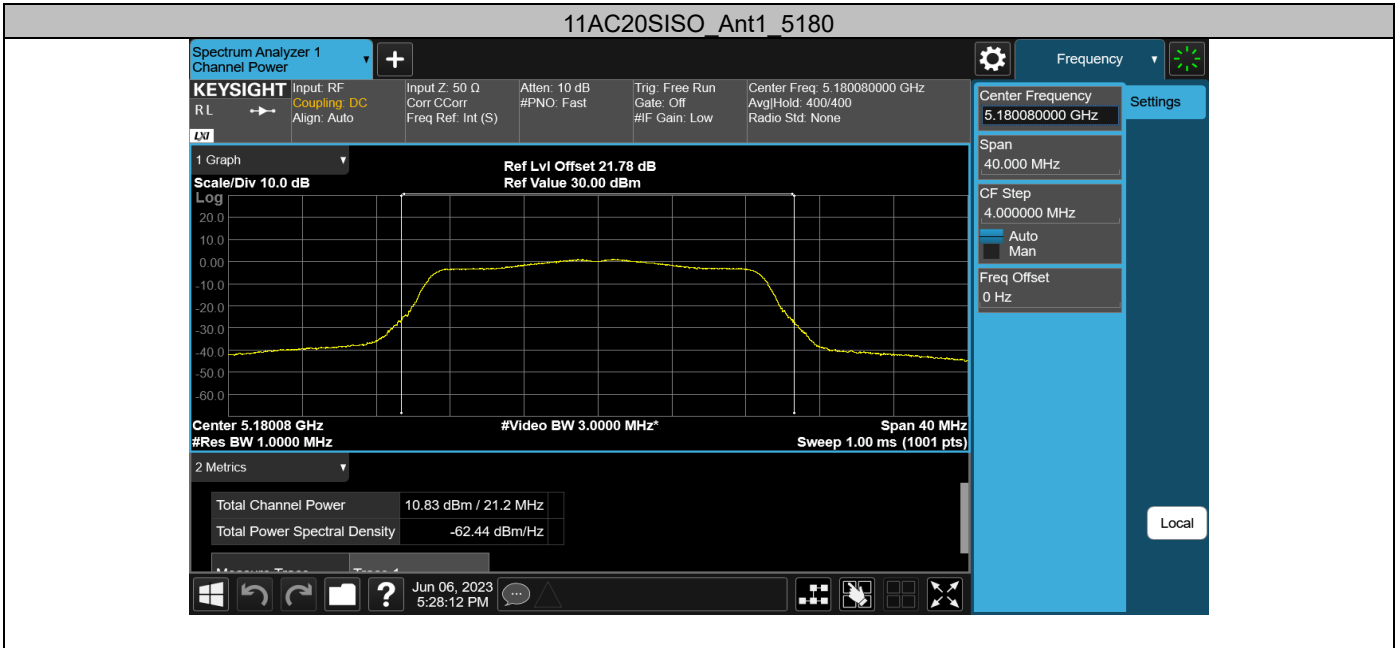 11AC20SISO_Ant1_5180
Spectrum Analyzer 1
Channel Power
Frequency
KEYSIGHT
R L
LXI
Input: RF
Coupling: DC
Align: Auto
Input Z: 50 Ω
Corr CCorr
Freq Ref: Int (S)
Atten: 10 dB
#PNO: Fast
Trig: Free Run
Gate: Off
#IF Gain: Low
Center Freq: 5.180080000 GHz
Avg|Hold: 400/400
Radio Std: None
Center Frequency
5.180080000 GHz
Settings
Span
40.000 MHz
CF Step
4.000000 MHz
Auto
Man
Freq Offset
0 Hz
1 Graph
Scale/Div 10.0 dB
Ref Lvl Offset 21.78 dB
Ref Value 30.00 dBm
Log
20.0
10.0
0.00
-10.0
-20.0
-30.0
-40.0
-50.0
-60.0
Center 5.18008 GHz
#Video BW 3.0000 MHz*
Span 40 MHz
#Res BW 1.0000 MHz
Sweep 1.00 ms (1001 pts)
2 Metrics
Total Channel Power 10.83 dBm / 21.2 MHz
Total Power Spectral Density -62.44 dBm/Hz
Measure Trace Trace 1
Local
?
Jun 06, 2023
5:28:12 PM